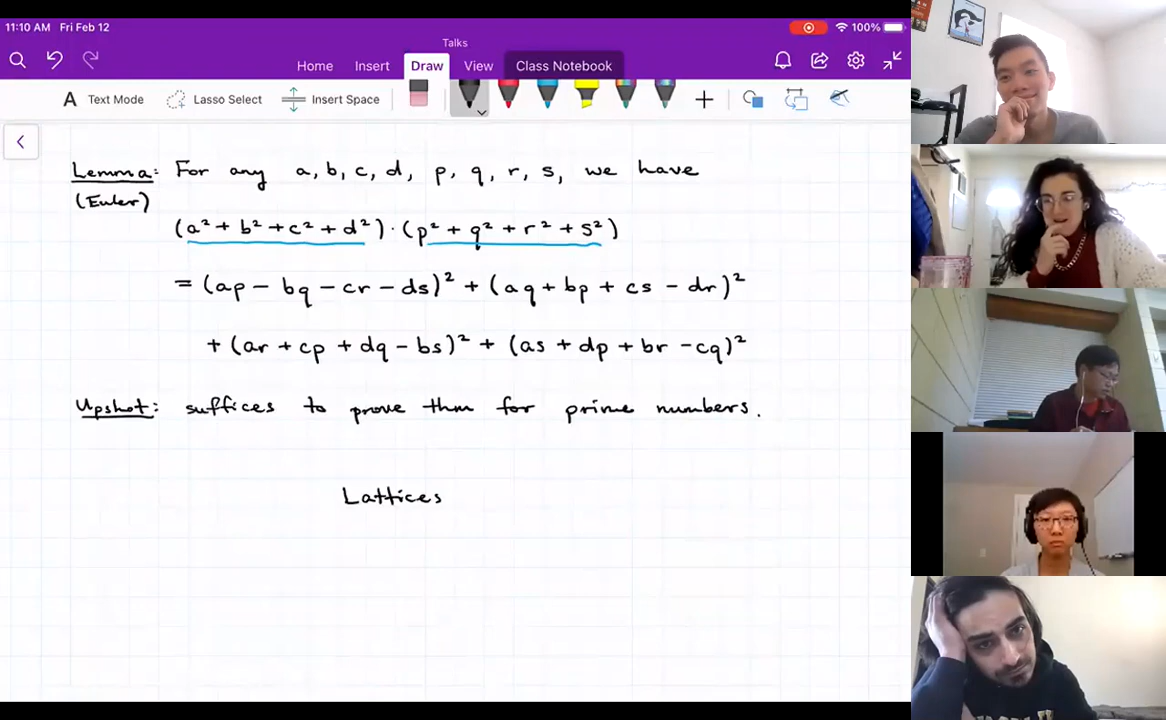 11:10 AM Fri Feb 12
100%
Talks
Home Insert Draw View Class Notebook
Text Mode Lasso Select Insert Space
Lemma: For any a, b, c, d, p, q, r, s, we have
(Euler)
(a² + b² + c² + d²) · (p² + q² + r² + s²)
= (ap − bq − cr − ds)² + (aq + bp + cs − dr)²
+ (ar + cp + dq − bs)² + (as + dp + br − cq)²
Upshot: suffices to prove thm for prime numbers.
Lattices